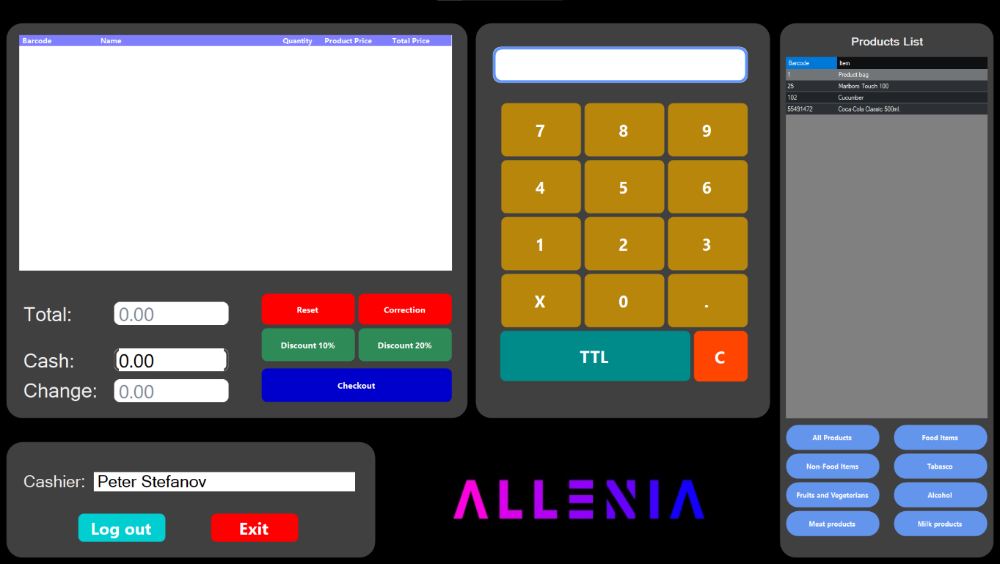 Barcode Name Quantity Product Price Total Price
Total: 0.00
Cash: 0.00
Change: 0.00
Reset Correction
Discount 10% Discount 20%
Checkout
7 8 9
4 5 6
1 2 3
X 0 .
TTL C
Products List
Barcode Item
1 Product bag
25 Marlboro Touch 100
102 Cucumber
55491472 Coca-Cola Classic 500ml.
All Products Food Items
Non-Food Items Tabasco
Fruits and Vegeterians Alcohol
Meat products Milk products
Cashier: Peter Stefanov
Log out Exit
ALLENIA